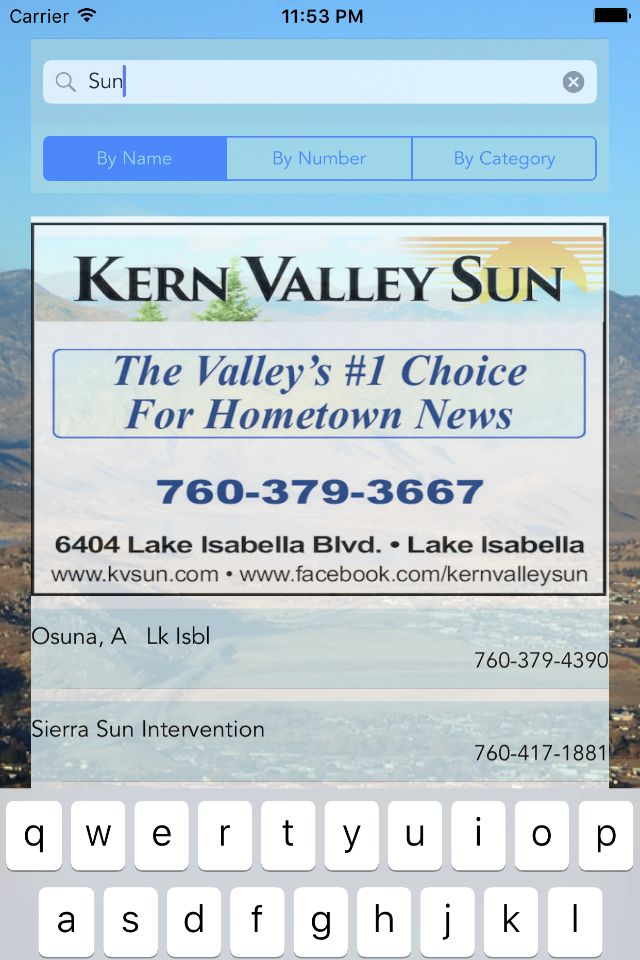 Carrier 11:53 PM
Sun
By Name By Number By Category
KERN VALLEY SUN
The Valley's #1 Choice
For Hometown News
760-379-3667
6404 Lake Isabella Blvd. • Lake Isabella
www.kvsun.com • www.facebook.com/kernvalleysun
Osuna, A Lk Isbl
760-379-4390
Sierra Sun Intervention
760-417-1881
q w e r t y u i o p
a s d f g h j k l